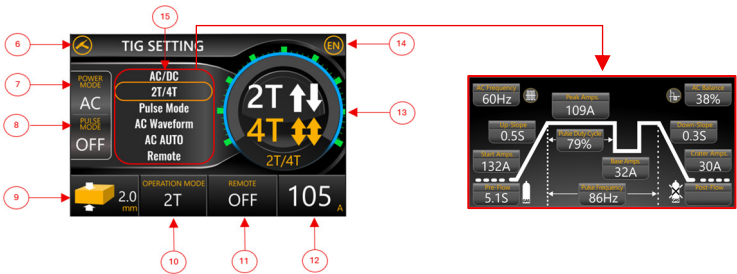 15
6
TIG SETTING
EN
14
POWER
MODE
AC
7
AC/DC
2T/4T
Pulse Mode
AC Waveform
AC AUTO
Remote
2T
4T
2T/4T
13
8
PULSE
MODE
OFF
9
2.0
mm
OPERATION MODE
2T
REMOTE
OFF
105
A
10
11
12
AC Frequency
60Hz
Peak Amps.
109A
AC Balance
38%
Up-Slope
0.5S
Pulse Duty Cycle
79%
Down-Slope
0.3S
Start Amps.
132A
Base Amps.
32A
Crater Amps.
30A
Pre-Flow
5.1S
GAS
Pulse Frequency
86Hz
GAS
Post-Flow